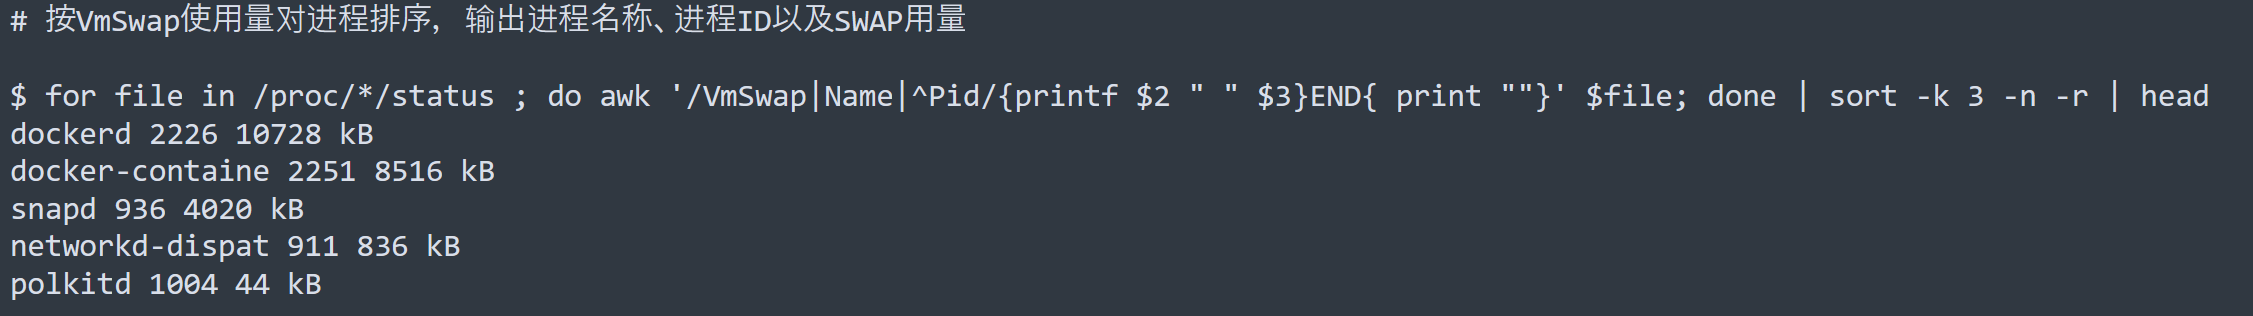 # 按VmSwap使用量对进程排序，输出进程名称、进程ID以及SWAP用量
$ for file in /proc/*/status ; do awk '/VmSwap|Name|^Pid/{printf $2 " " $3}END{ print ""}' $file; done | sort -k 3 -n -r | head
dockerd 2226 10728 kB
docker-containe 2251 8516 kB
snapd 936 4020 kB
networkd-dispat 911 836 kB
polkitd 1004 44 kB